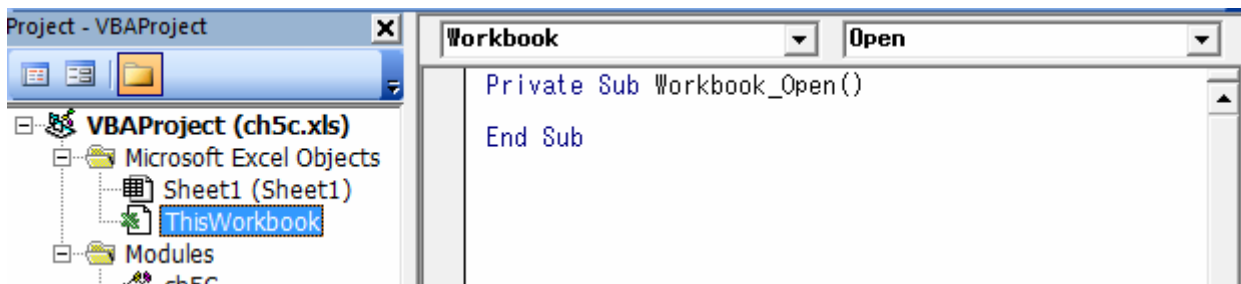 Project - VBAProject
VBAProject (ch5c.xls)
Microsoft Excel Objects
Sheet1 (Sheet1)
ThisWorkbook
Modules
Workbook
Open
Private Sub Workbook_Open()
End Sub